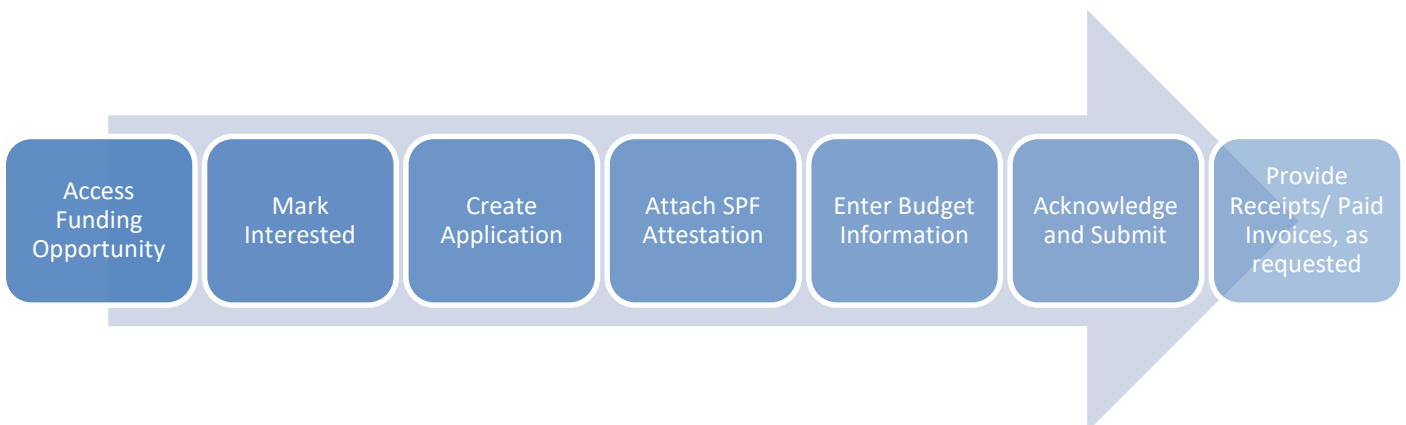 Access
Funding
Opportunity
Mark
Interested
Create
Application
Attach SPF
Attestation
Enter Budget
Information
Acknowledge
and Submit
Provide
Receipts/ Paid
Invoices, as
requested